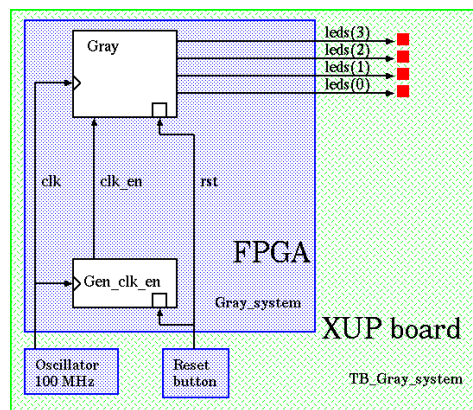 Gray
leds(3)
leds(2)
leds(1)
leds(0)
clk
clk_en
rst
FPGA
Gen_clk_en
Gray_system
XUP board
Oscillator
100 MHz
Reset
button
TB_Gray_system